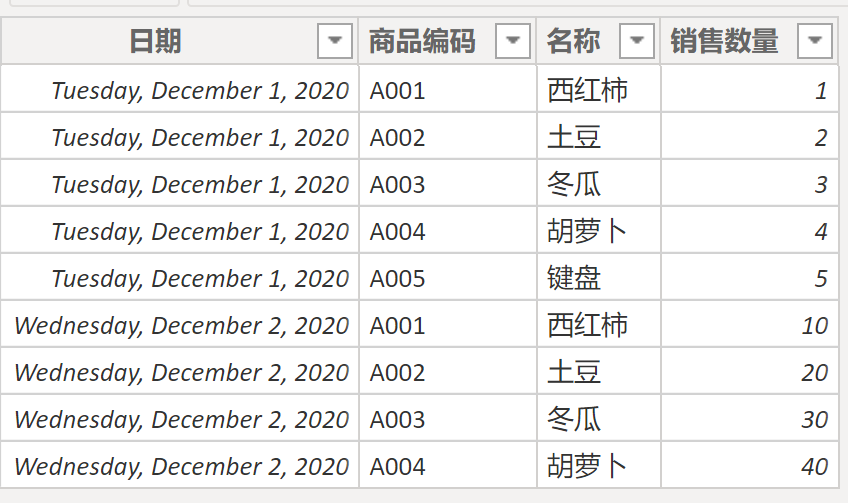 日期 商品编码 名称 销售数量
Tuesday, December 1, 2020 A001 西红柿 1
Tuesday, December 1, 2020 A002 土豆 2
Tuesday, December 1, 2020 A003 冬瓜 3
Tuesday, December 1, 2020 A004 胡萝卜 4
Tuesday, December 1, 2020 A005 键盘 5
Wednesday, December 2, 2020 A001 西红柿 10
Wednesday, December 2, 2020 A002 土豆 20
Wednesday, December 2, 2020 A003 冬瓜 30
Wednesday, December 2, 2020 A004 胡萝卜 40